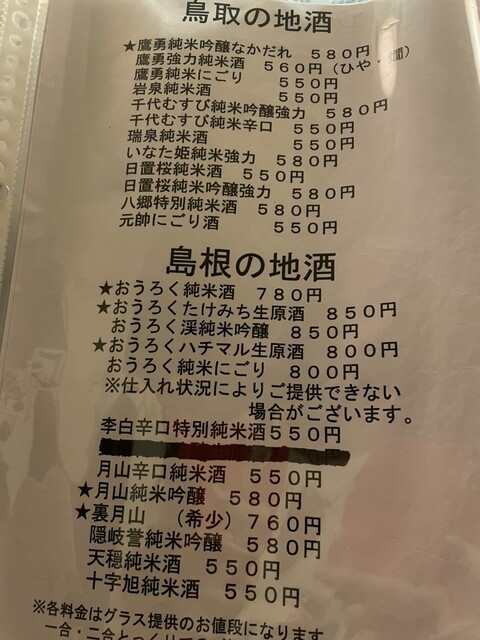 鳥取の地酒
★鷹勇純米吟醸なかだれ 580円
鷹勇強力純米酒 560円(ひや・燗)
鷹勇純米にごり 550円
岩泉純米酒 550円
千代むすび純米吟醸強力 580円
千代むすび純米辛口 550円
瑞泉純米酒 550円
いなた姫純米強力 580円
日置桜純米酒 550円
日置桜純米吟醸強力 580円
八郷特別純米酒 580円
元帥にごり酒 550円
島根の地酒
★おうろく純米酒 780円
★おうろくたけみち生原酒 850円
おうろく渓純米吟醸 850円
★おうろくハチマル生原酒 800円
おうろく純米にごり 800円
※仕入れ状況によりご提供できない
場合がございます。
李白辛口特別純米酒550円
月山辛口純米酒 550円
★月山純米吟醸 580円
★裏月山 (希少)760円
隠岐誉純米吟醸 580円
天穏純米酒 550円
十字旭純米酒 550円
※各料金はグラス提供のお値段になります